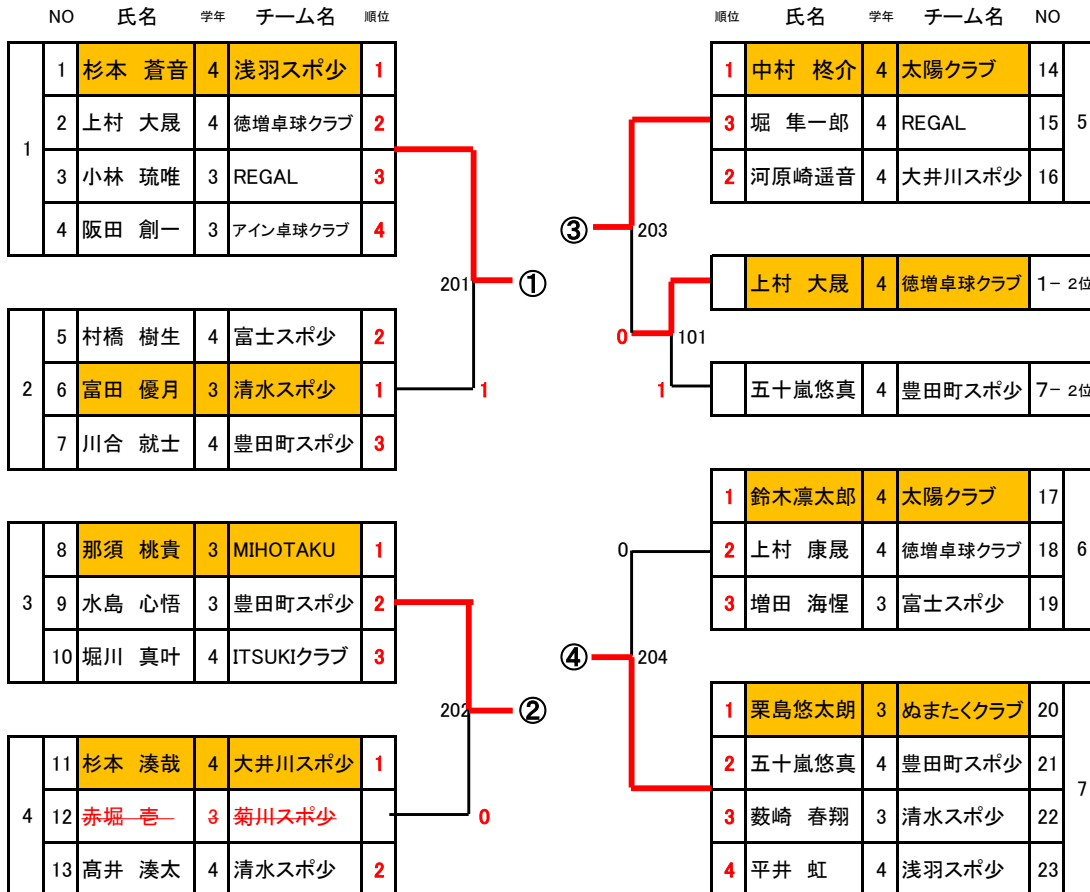 NO 氏名 学年 チーム名 順位
1
1 杉本 蒼音 4 浅羽スポ少 1
2 上村 大晟 4 徳増卓球クラブ 2
3 小林 琉唯 3 REGAL 3
4 阪田 創一 3 アイン卓球クラブ 4
201 ①
2
5 村橋 樹生 4 富士スポ少 2
6 富田 優月 3 清水スポ少 1
7 川合 就士 4 豊田町スポ少 3
1
3
8 那須 桃貴 3 MIHOTAKU 1
9 水島 心悟 3 豊田町スポ少 2
10 堀川 真叶 4 ITSUKIクラブ 3
202 ②
4
11 杉本 湊哉 4 大井川スポ少 1
12 赤堀 壱 3 菊川スポ少
13 髙井 湊太 4 清水スポ少 2
0
順位 氏名 学年 チーム名 NO
1 中村 柊介 4 太陽クラブ 14
3 堀 隼一郎 4 REGAL 15
2 河原崎遥音 4 大井川スポ少 16
5
③ 203
上村 大晟 4 徳増卓球クラブ 1- 2位
0 101
1
五十嵐悠真 4 豊田町スポ少 7- 2位
1 鈴木凛太郎 4 太陽クラブ 17
2 上村 康晟 4 徳増卓球クラブ 18
3 増田 海惺 3 富士スポ少 19
6
0
④ 204
1 栗島悠太朗 3 ぬまたくクラブ 20
2 五十嵐悠真 4 豊田町スポ少 21
3 薮崎 春翔 3 清水スポ少 22
4 平井 虹 4 浅羽スポ少 23
7